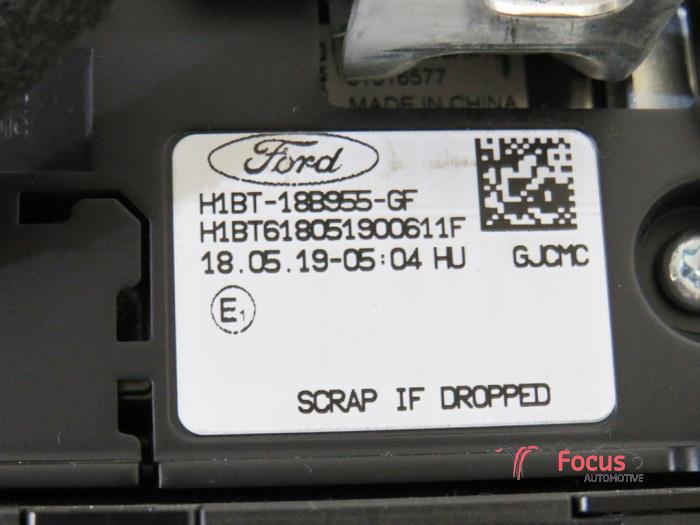 577
MADE IN CHINA
Ford
H1BT-18B955-GF
H1BT618051900611F
18.05.19-05:04 HU
GJCMC
E1
SCRAP IF DROPPED
Focus
AUTOMOTIVE